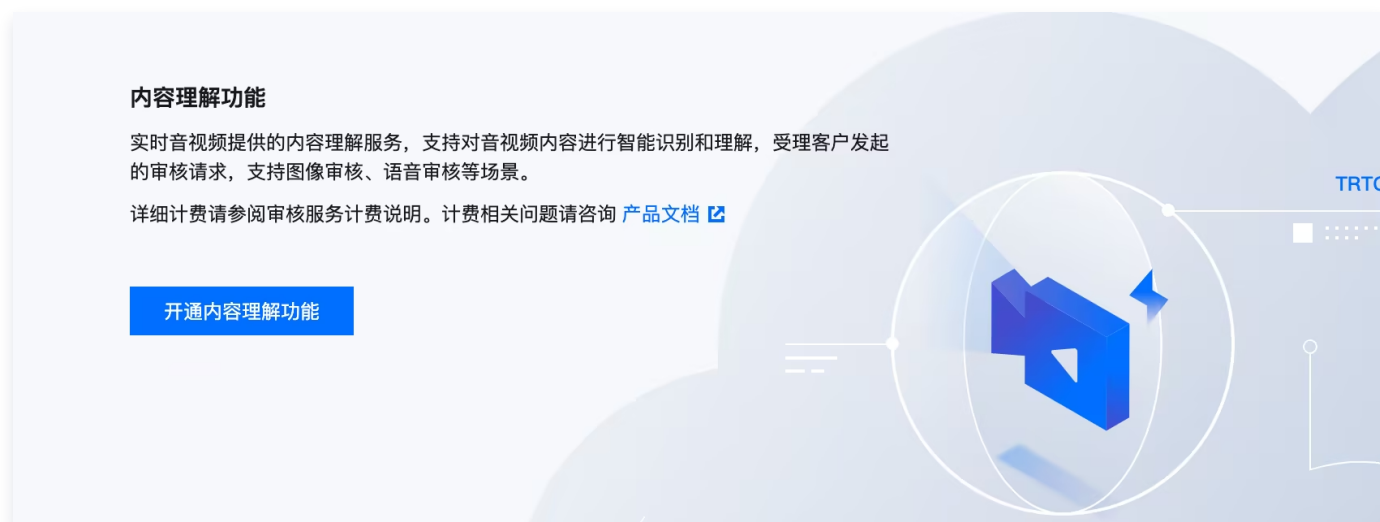 内容理解功能
实时音视频提供的内容理解服务，支持对音视频内容进行智能识别和理解，受理客户发起
的审核请求，支持图像审核、语音审核等场景。
详细计费请参阅审核服务计费说明。计费相关问题请咨询 产品文档
开通内容理解功能
TRTC